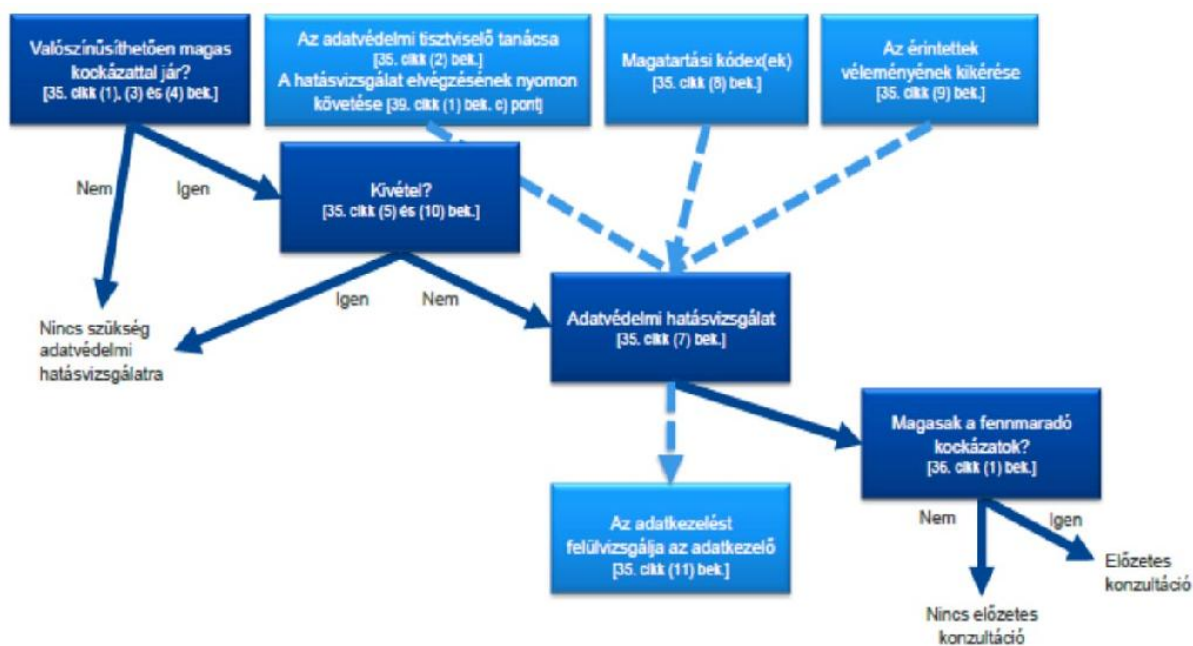 Valószínűsíthetően magas
kockázattal jár?
[35. cikk (1), (3) és (4) bek.]
Az adatvédelmi tisztviselő tanácsa
[35. cikk (2) bek.]
A hatásvizsgálat elvégzésének nyomon
követése [39. cikk (1) bek. c) pont]
Magatartási kódex(ek)
[35. cikk (8) bek.]
Az érintettek
véleményének kikérése
[35. cikk (9) bek.]
Nem
Igen
Kivétel?
[35. cikk (5) és (10) bek.]
Igen
Nem
Nincs szükség
adatvédelmi
hatásvizsgálatra
Adatvédelmi hatásvizsgálat
[35. cikk (7) bek.]
Magasak a fennmaradó
kockázatok?
[36. cikk (1) bek.]
Az adatkezelést
felülvizsgálja az adatkezelő
[35. cikk (11) bek.]
Nem
Igen
Előzetes
konzultáció
Nincs előzetes
konzultáció